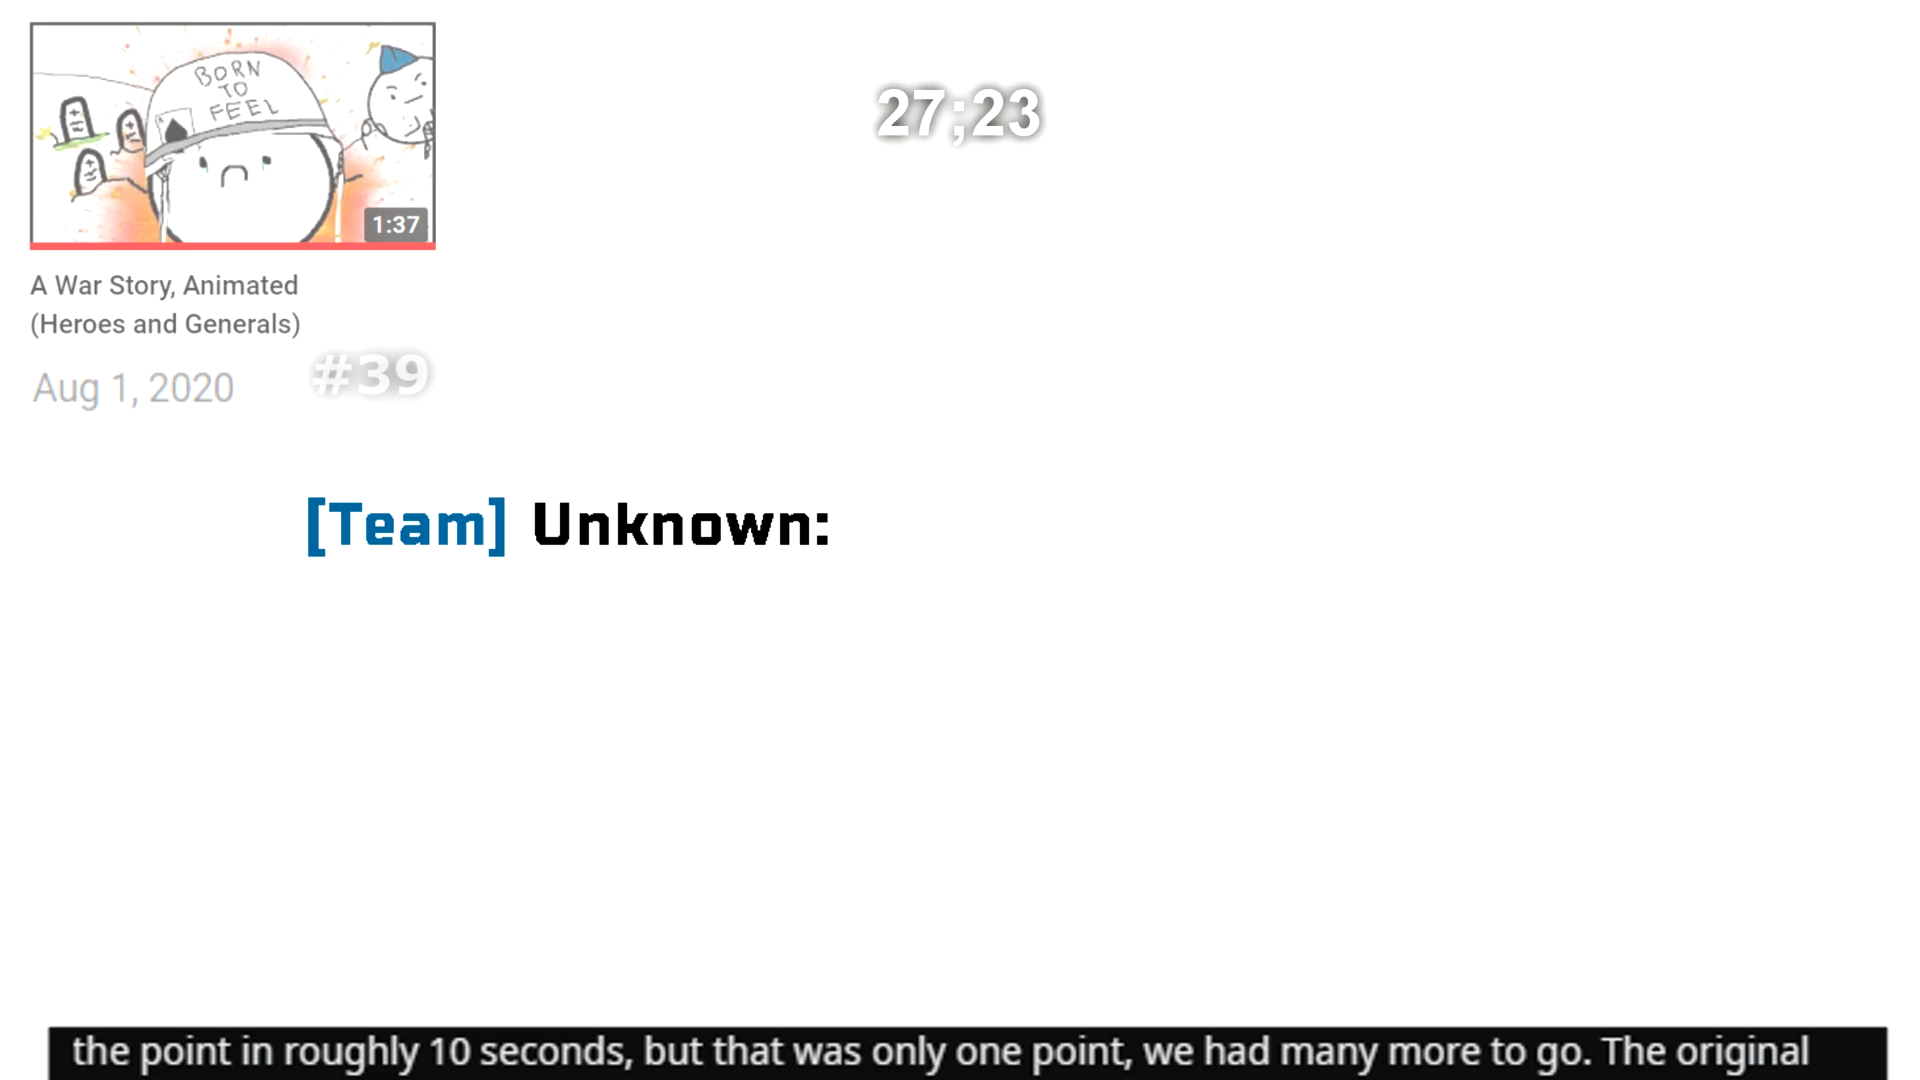 BORN
TO
FEEL
1:37
A War Story, Animated
(Heroes and Generals)
Aug 1, 2020
#39
27;23
[Team] Unknown:
the point in roughly 10 seconds, but that was only one point, we had many more to go. The original